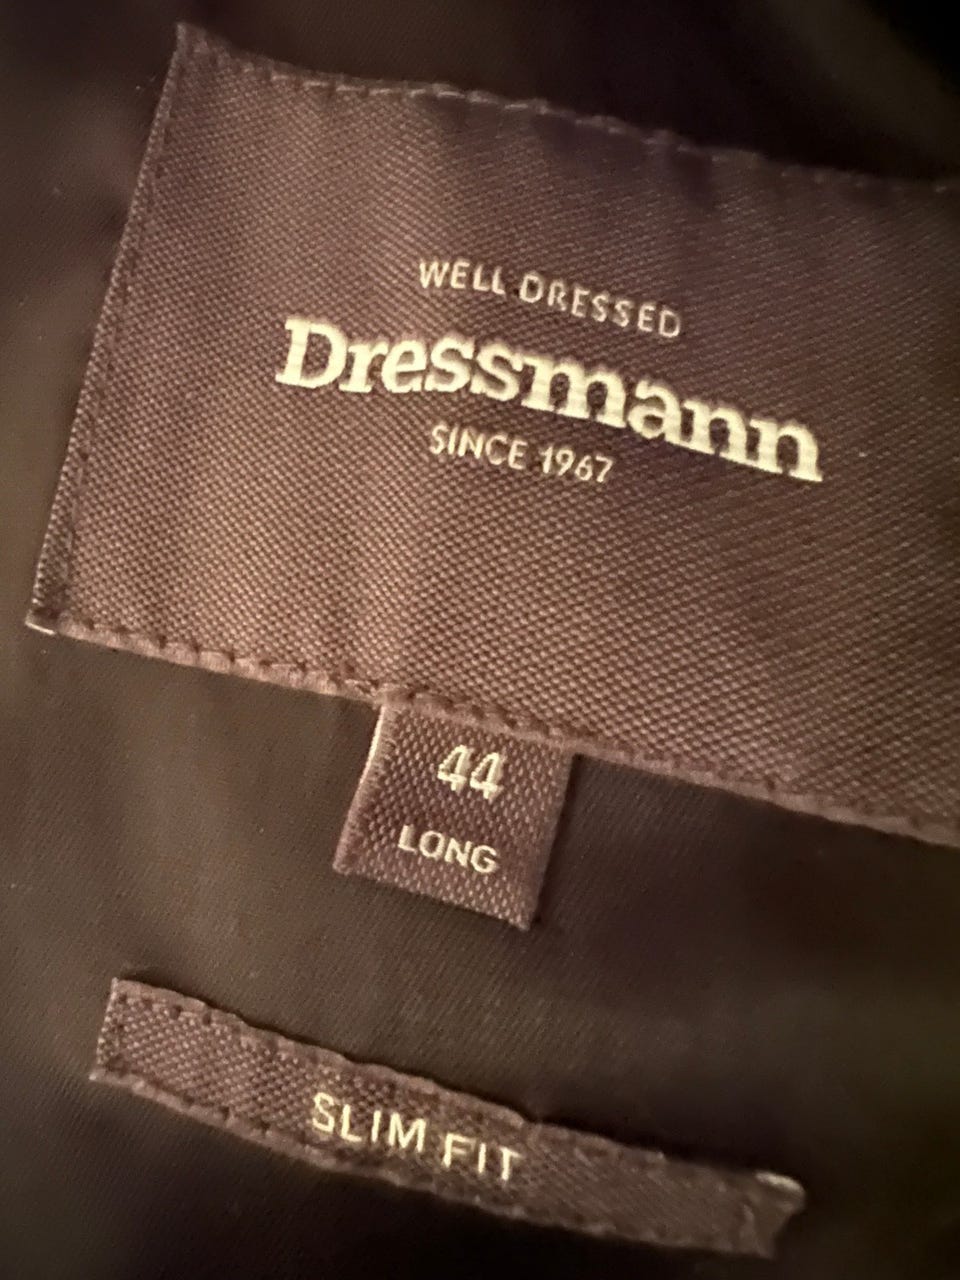 WELL DRESSED
Dressmann
SINCE 1967
44
LONG
SLIM FIT